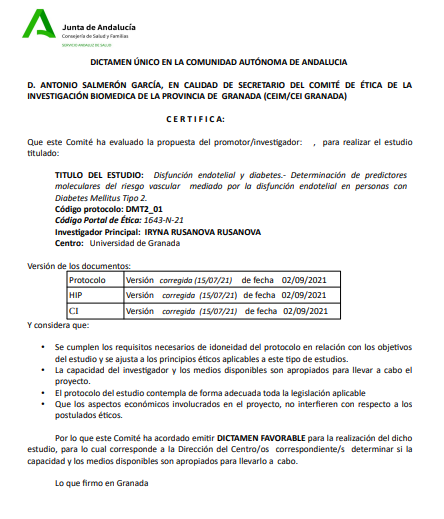 Junta de Andalucía
Consejería de Salud y Familias
SERVICIO ANDALUZ DE SALUD
DICTAMEN ÚNICO EN LA COMUNIDAD AUTÓNOMA DE ANDALUCIA
D. ANTONIO SALMERÓN GARCÍA, EN CALIDAD DE SECRETARIO DEL COMITÉ DE ÉTICA DE LA
INVESTIGACIÓN BIOMEDICA DE LA PROVINCIA DE GRANADA (CEIM/CEI GRANADA)
C E R T I F I C A:
Que este Comité ha evaluado la propuesta del promotor/investigador: , para realizar el estudio
titulado:
TITULO DEL ESTUDIO: Disfunción endotelial y diabetes.- Determinación de predictores
moleculares del riesgo vascular mediado por la disfunción endotelial en personas con
Diabetes Mellitus Tipo 2.
Código protocolo: DMT2_01
Código Portal de Ética: 1643-N-21
Investigador Principal: IRYNA RUSANOVA RUSANOVA
Centro: Universidad de Granada
Versión de los documentos:
Protocolo Versión corregida (15/07/21) de fecha 02/09/2021
HIP Versión corregida (15/07/21) de fecha 02/09/2021
CI Versión corregida (15/07/21) de fecha 02/09/2021
Y considera que:
• Se cumplen los requisitos necesarios de idoneidad del protocolo en relación con los objetivos
del estudio y se ajusta a los principios éticos aplicables a este tipo de estudios.
• La capacidad del investigador y los medios disponibles son apropiados para llevar a cabo el
proyecto.
• El protocolo del estudio contempla de forma adecuada toda la legislación aplicable
• Que los aspectos económicos involucrados en el proyecto, no interfieren con respecto a los
postulados éticos.
Por lo que este Comité ha acordado emitir DICTAMEN FAVORABLE para la realización del dicho
estudio, para lo cual corresponde a la Dirección del Centro/os correspondiente/s determinar si la
capacidad y los medios disponibles son apropiados para llevarlo a cabo.
Lo que firmo en Granada